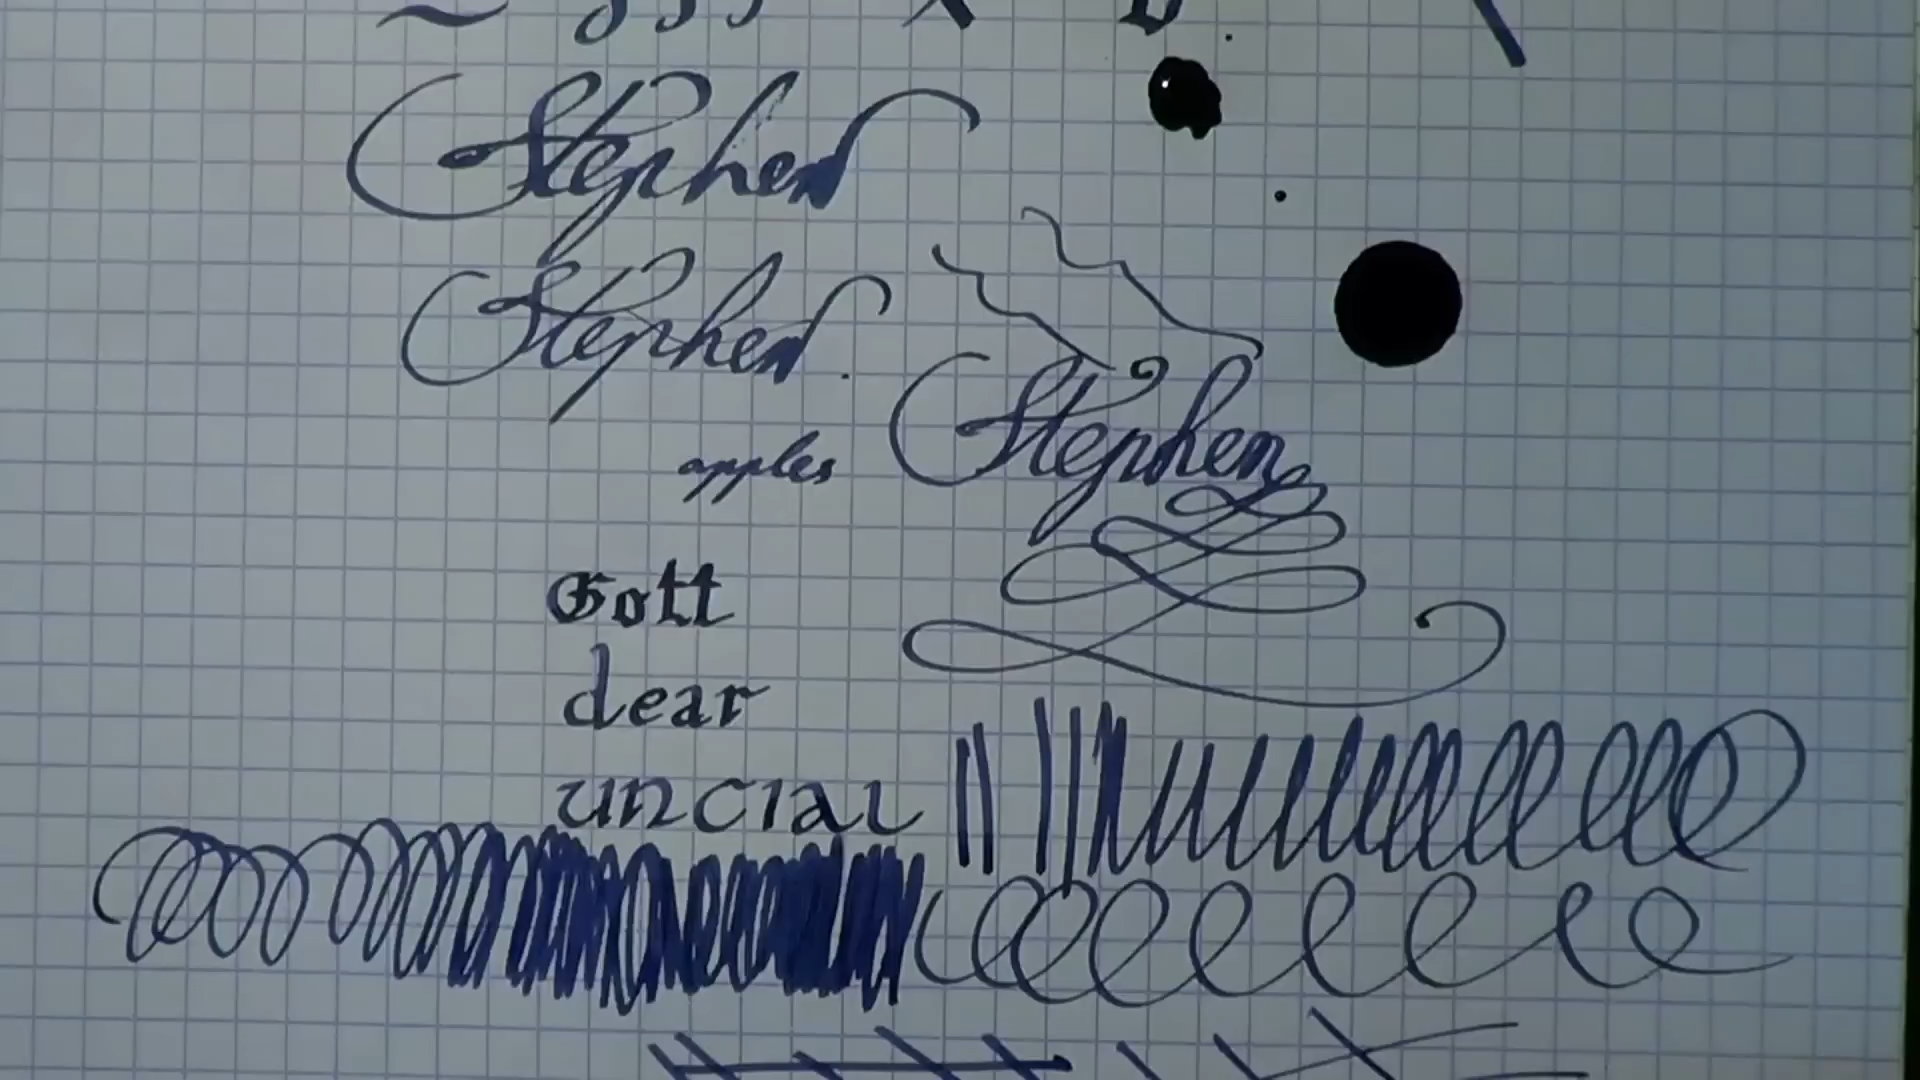 Stephen
Stephen.
Stephen
apples
Gott
dear
uncial